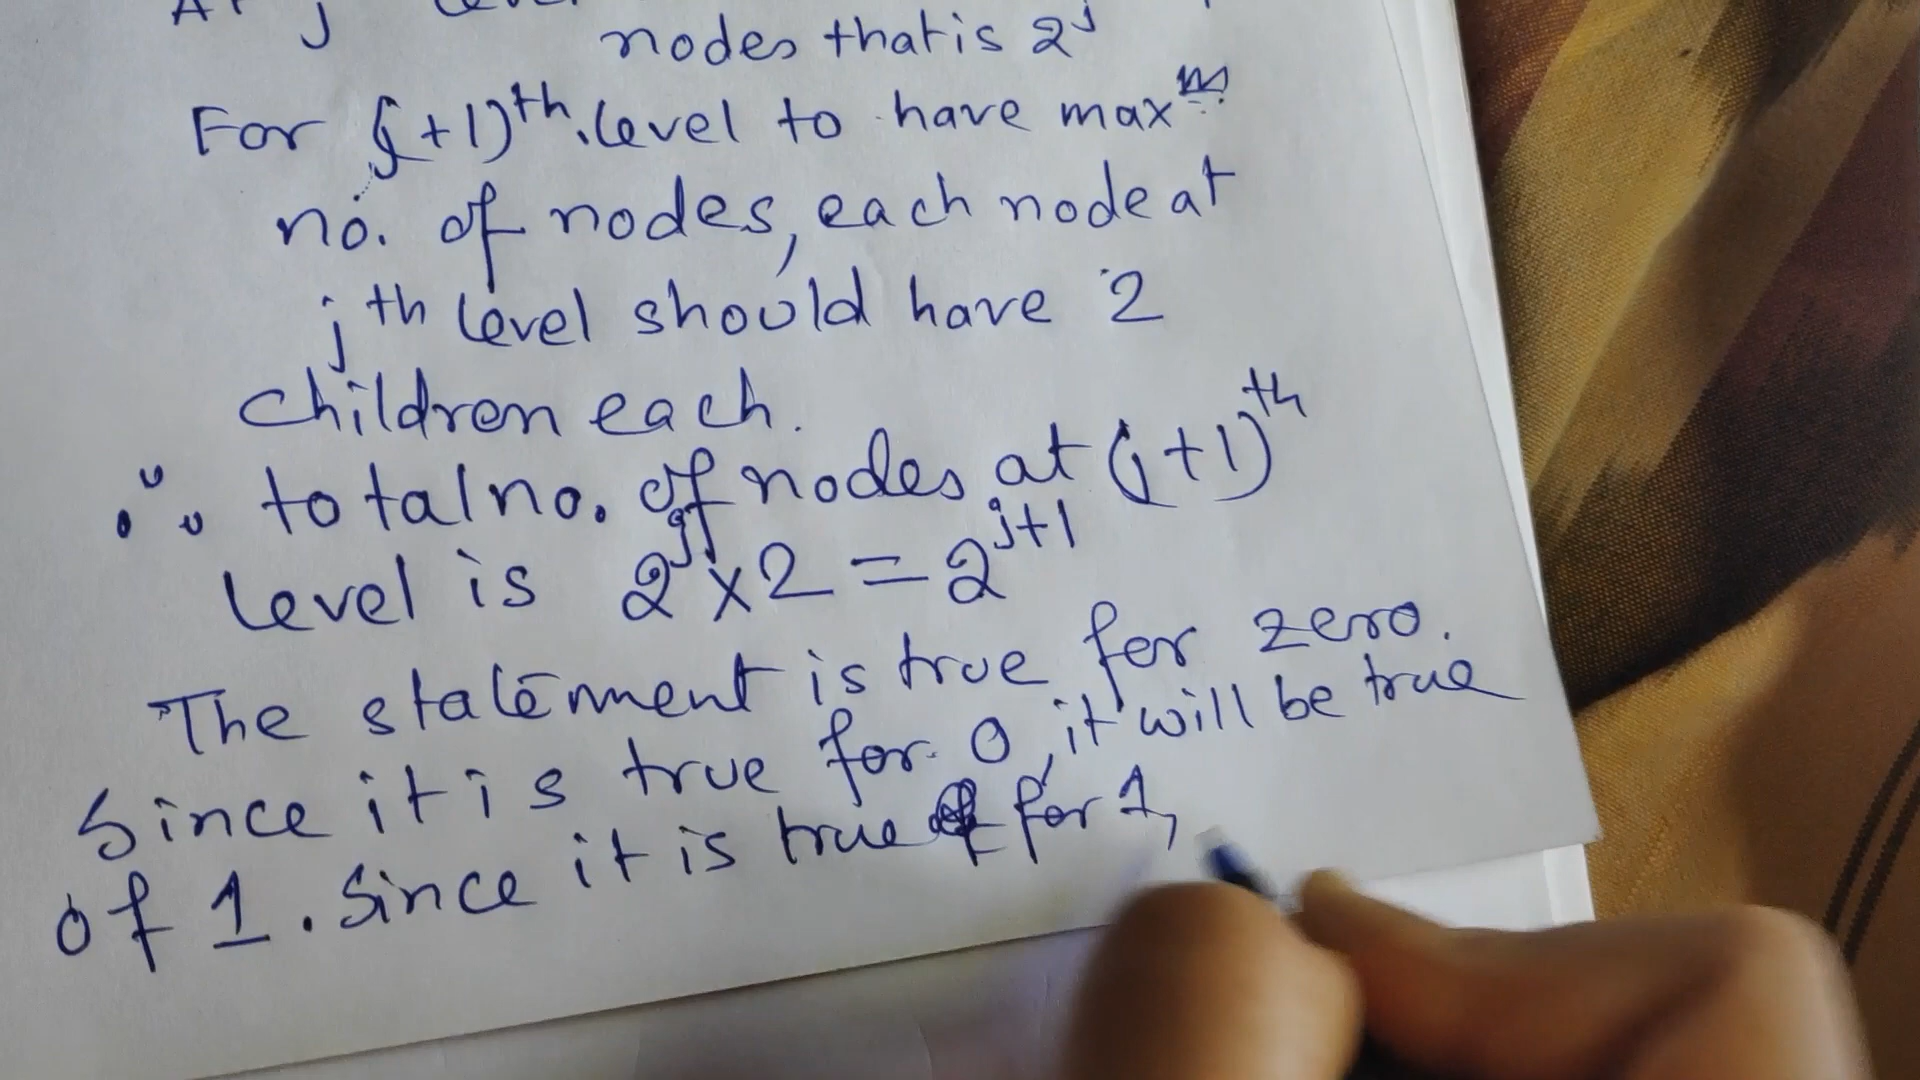 At j
nodes that is 2^j
For (j+1)^th level to have max^m
no. of nodes, each node at
j^th level should have 2
children each.
∴ total no. of nodes at (j+1)^th
level is 2^j x 2 = 2^j+1
The statement is true for zero.
Since it is true for 0, it will be true
of 1. Since it is true for 1,